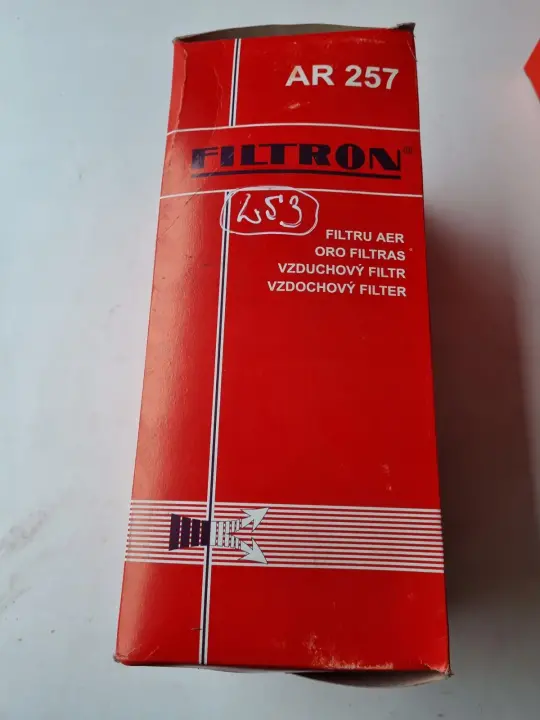 AR 257
FILTRON®
253
FILTRU AER
ORO FILTRAS
VZDUCHOVÝ FILTR
VZDOCHOVÝ FILTER